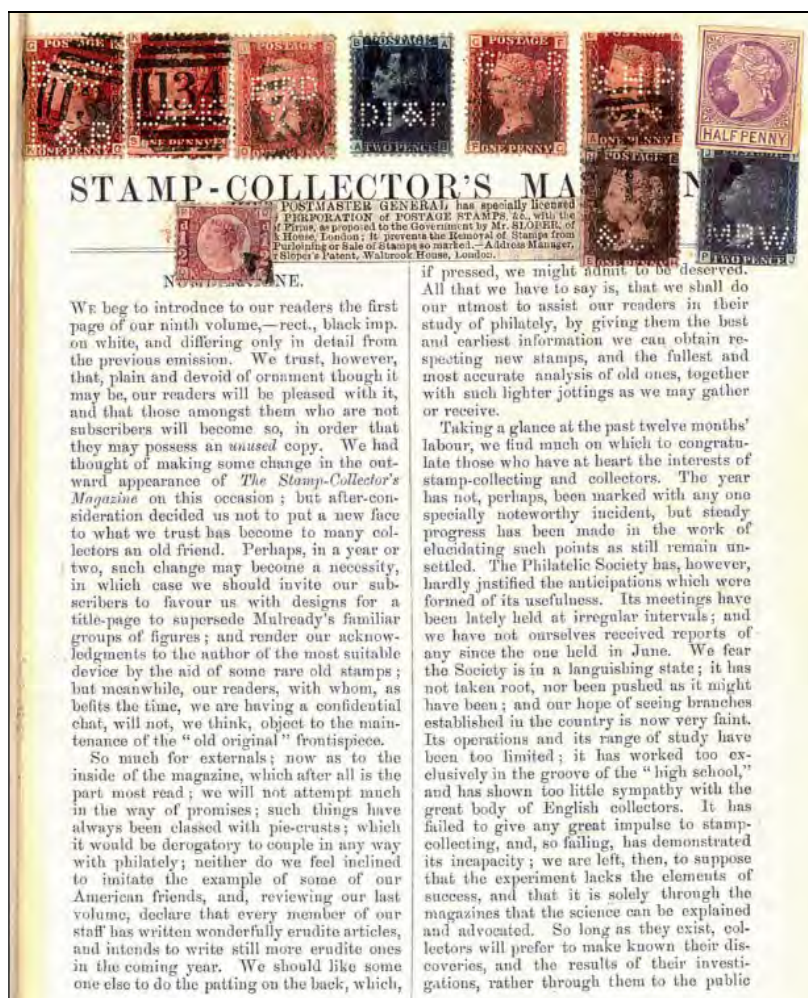 POSTAGE
ONE PENNY
134
ONE PENNY
POSTAGE
ONE PENNY
POSTAGE
DT&F
TWO PENCE
POSTAGE
ONE PENNY
POSTAGE
ONE PENNY
HALFPENNY
STAMP-COLLECTOR'S MA
POSTAGE
MBW
TWO PENCE
POSTMASTER GENERAL has specially licensed
PERFORATION of POSTAGE STAMPS, &c., with the
of Firms, as proposed to the Government by Mr. SLOPER, of
House, London; it prevents the Removal of Stamps from
Purloining or Sale of Stamps so marked.—Address Manager,
Sloper's Patent, Walbrook House, London.
WE beg to introduce to our readers the first
page of our ninth volume,—rect., black imp.
on white, and differing only in detail from
the previous emission. We trust, however,
that, plain and devoid of ornament though it
may be, our readers will be pleased with it,
and that those amongst them who are not
subscribers will become so, in order that
they may possess an unused copy. We had
thought of making some change in the out-
ward appearance of The Stamp-Collector's
Magazine on this occasion; but after-con-
sideration decided us not to put a new face
to what we trust has become to many col-
lectors an old friend. Perhaps, in a year or
two, such change may become a necessity,
in which case we should invite our sub-
scribers to favour us with designs for a
title-page to supersede Mulready's familiar
groups of figures; and render our acknow-
ledgments to the author of the most suitable
device by the aid of some rare old stamps;
but meanwhile, our readers, with whom, as
befits the time, we are having a confidential
chat, will not, we think, object to the main-
tenance of the "old original" frontispiece.
So much for externals; now as to the
inside of the magazine, which after all is the
part most read; we will not attempt much
in the way of promises; such things have
always been classed with pie-crusts; which
it would be derogatory to couple in any way
with philately; neither do we feel inclined
to imitate the example of some of our
American friends, and, reviewing our last
volume, declare that every member of our
staff has written wonderfully erudite articles,
and intends to write still more erudite ones
in the coming year. We should like some
one else to do the patting on the back, which,
if pressed, we might admit to be deserved.
All that we have to say is, that we shall do
our utmost to assist our readers in their
study of philately, by giving them the best
and earliest information we can obtain re-
specting new stamps, and the fullest and
most accurate analysis of old ones, together
with such lighter jottings as we may gather
or receive.
Taking a glance at the past twelve months'
labour, we find much on which to congratu-
late those who have at heart the interests of
stamp-collecting and collectors. The year
has not, perhaps, been marked with any one
specially noteworthy incident, but steady
progress has been made in the work of
elucidating such points as still remain un-
settled. The Philatelic Society has, however,
hardly justified the anticipations which were
formed of its usefulness. Its meetings have
been lately held at irregular intervals; and
we have not ourselves received reports of
any since the one held in June. We fear
the Society is in a languishing state; it has
not taken root, nor been pushed as it might
have been; and our hope of seeing branches
established in the country is now very faint.
Its operations and its range of study have
been too limited; it has worked too ex-
clusively in the groove of the "high school,"
and has shown too little sympathy with the
great body of English collectors. It has
failed to give any great impulse to stamp-
collecting, and, so failing, has demonstrated
its incapacity; we are left, then, to suppose
that the experiment lacks the elements of
success, and that it is solely through the
magazines that the science can be explained
and advocated. So long as they exist, col-
lectors will prefer to make known their dis-
coveries, and the results of their investi-
gations, rather through them to the public